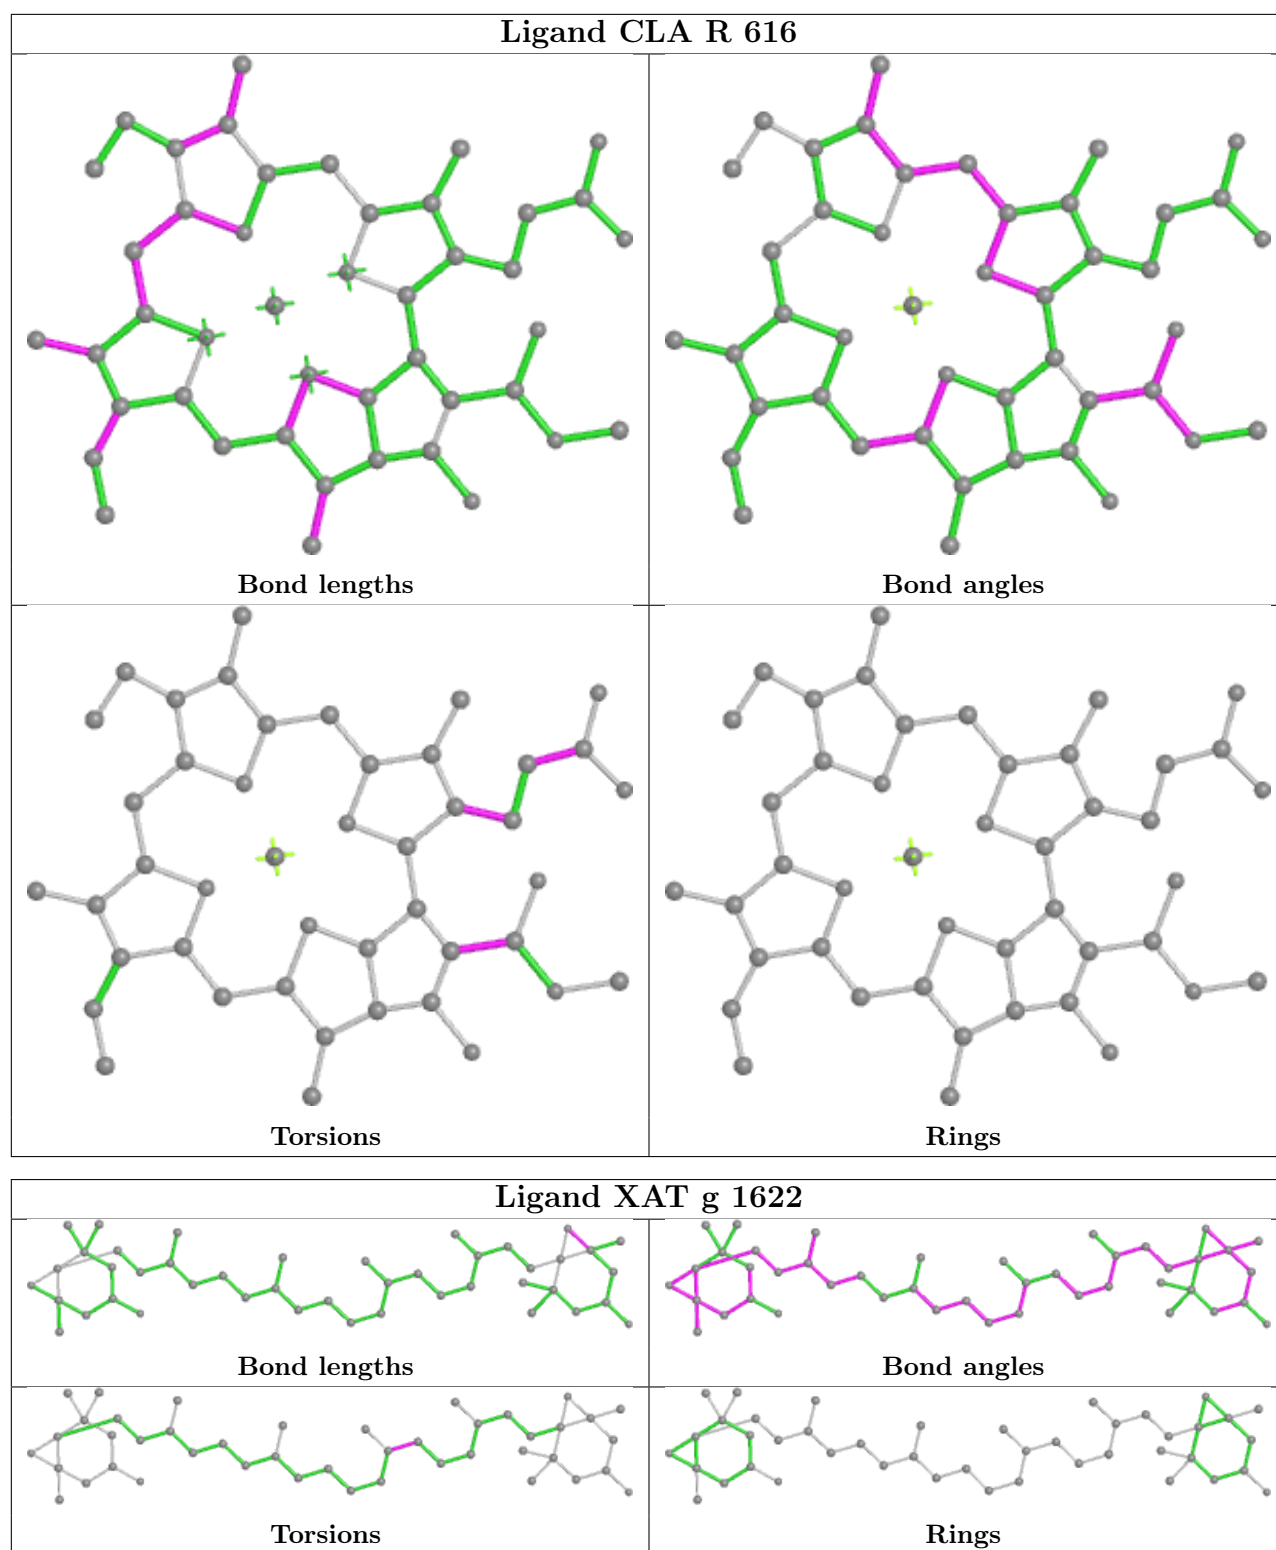 Ligand CLA R 616
Bond lengths
Bond angles
Torsions
Rings
Ligand XAT g 1622
Bond lengths
Bond angles
Torsions
Rings